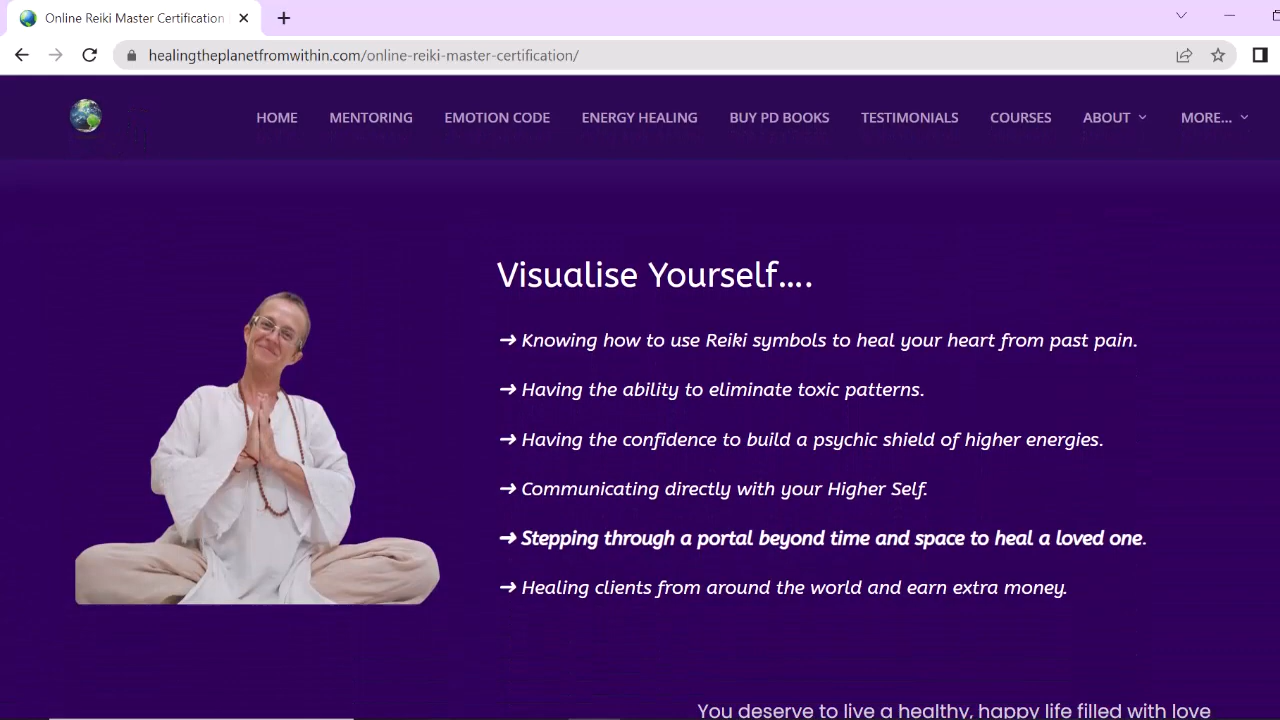 Online Reiki Master Certification
healingtheplanetfromwithin.com/online-reiki-master-certification/
HOME MENTORING EMOTION CODE ENERGY HEALING BUY PD BOOKS TESTIMONIALS COURSES ABOUT MORE...
Visualise Yourself....
➜ Knowing how to use Reiki symbols to heal your heart from past pain.
➜ Having the ability to eliminate toxic patterns.
➜ Having the confidence to build a psychic shield of higher energies.
➜ Communicating directly with your Higher Self.
➜ Stepping through a portal beyond time and space to heal a loved one.
➜ Healing clients from around the world and earn extra money.
You deserve to live a healthy, happy life filled with love